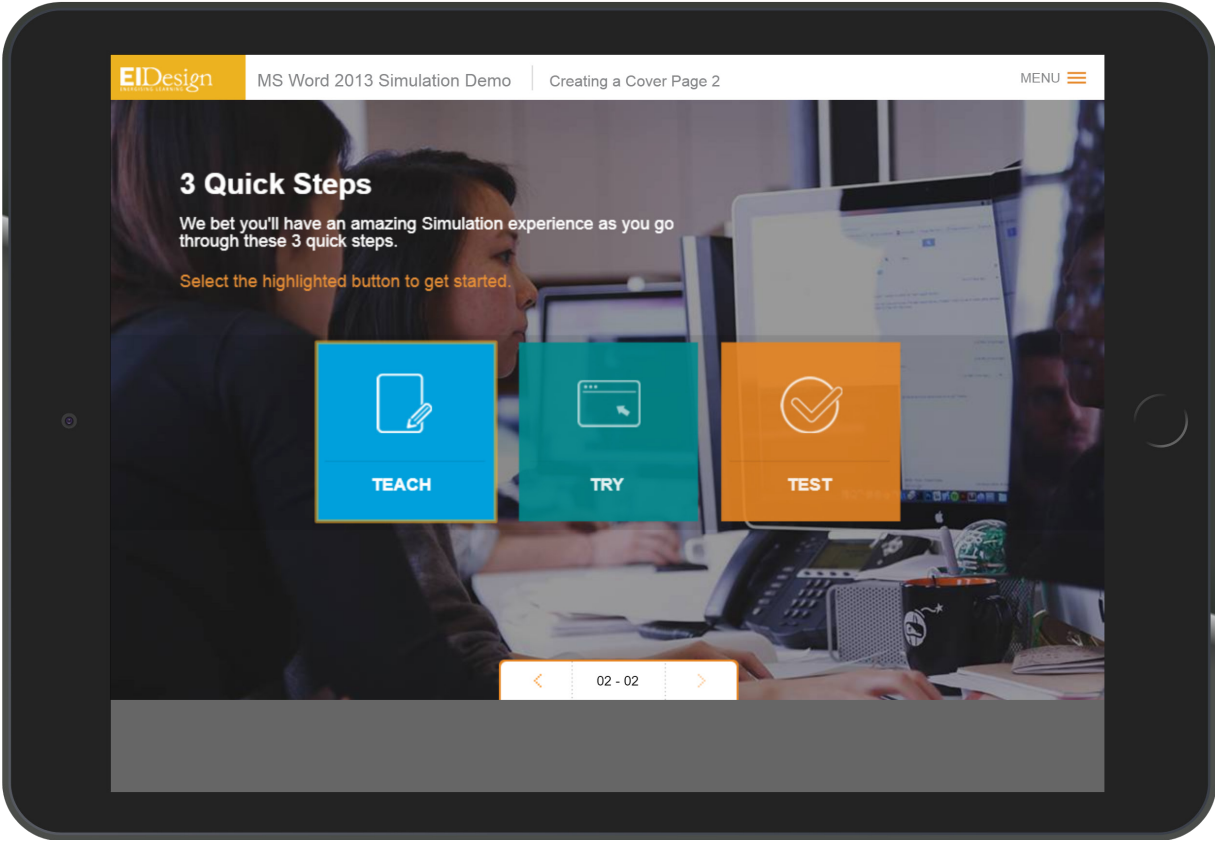 EIDesign
ENERGISING LEARNING
MS Word 2013 Simulation Demo
Creating a Cover Page 2
MENU
3 Quick Steps
We bet you'll have an amazing Simulation experience as you go
through these 3 quick steps.
Select the highlighted button to get started.
TEACH
TRY
TEST
02 - 02